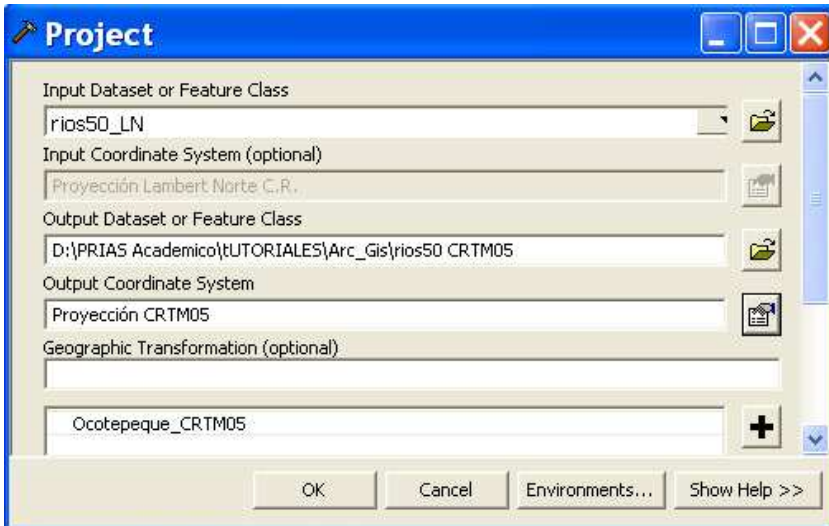 Project
Input Dataset or Feature Class
rios50_LN
Input Coordinate System (optional)
Proyección Lambert Norte C.R.
Output Dataset or Feature Class
D:\PRIAS Academico\tUTORIALES\Arc_Gis\rios50 CRTM05
Output Coordinate System
Proyección CRTM05
Geographic Transformation (optional)
Ocotepeque_CRTM05
OK Cancel Environments... Show Help >>